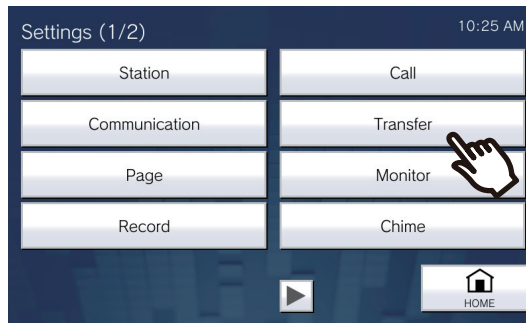 Settings (1/2)
10:25 AM
Station
Call
Communication
Transfer
Page
Monitor
Record
Chime
HOME